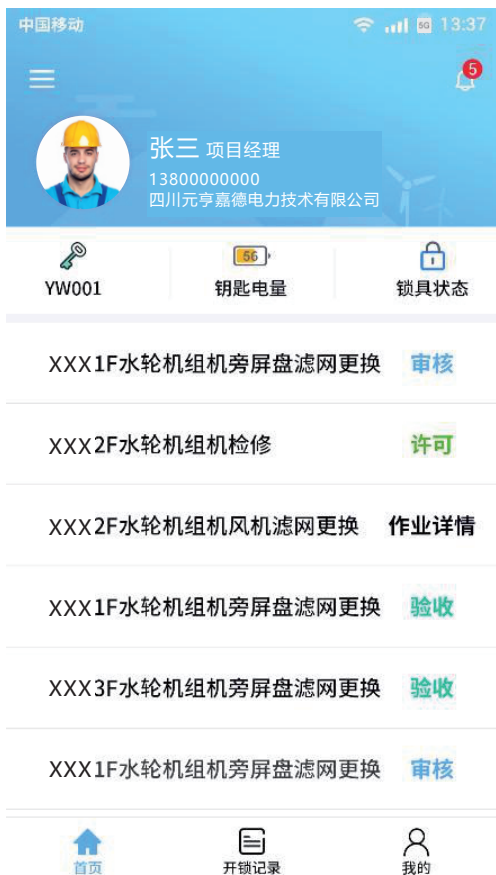 中国移动 5G 13:37
5
张三 项目经理
13800000000
四川元亨嘉德电力技术有限公司
56
YW001 钥匙电量 锁具状态
XXX1F水轮机组机旁屏盘滤网更换 审核
XXX2F水轮机组机检修 许可
XXX2F水轮机组机风机滤网更换 作业详情
XXX1F水轮机组机旁屏盘滤网更换 验收
XXX3F水轮机组机旁屏盘滤网更换 验收
XXX1F水轮机组机旁屏盘滤网更换 审核
首页 开锁记录 我的